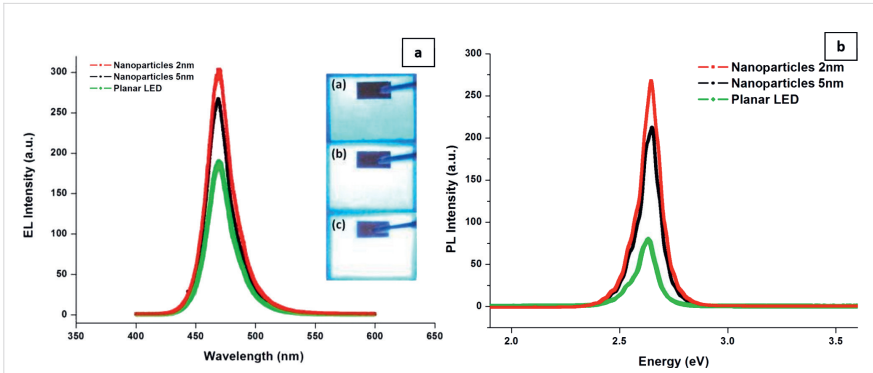 a
Nanoparticles 2nm
Nanoparticles 5nm
Planar LED
EL Intensity (a.u.)
300
250
200
150
100
50
0
350 400 450 500 550 600 650
Wavelength (nm)
(a)
(b)
(c)
b
Nanoparticles 2nm
Nanoparticles 5nm
Planar LED
PL Intensity (a.u.)
300
250
200
150
100
50
0
2.0 2.5 3.0 3.5
Energy (eV)